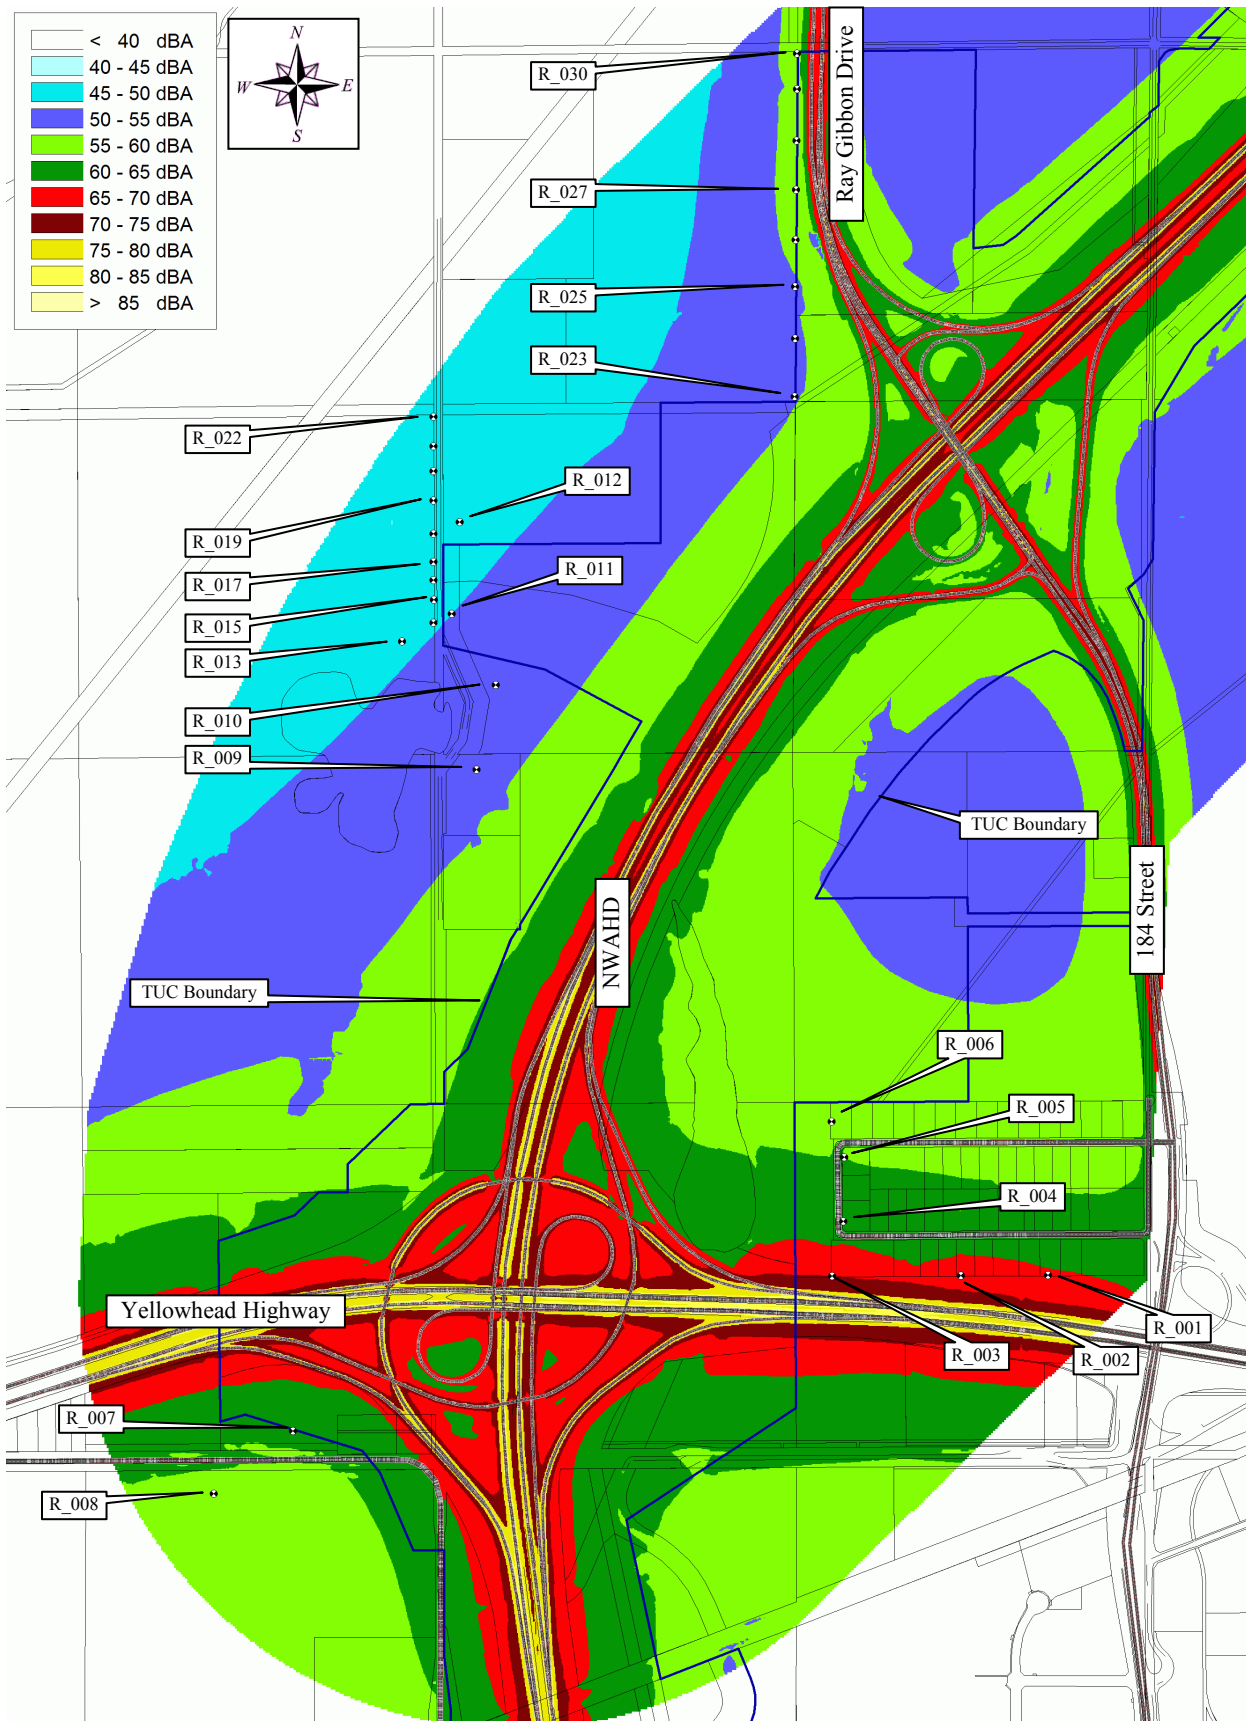 < 40 dBA
40 - 45 dBA
45 - 50 dBA
50 - 55 dBA
55 - 60 dBA
60 - 65 dBA
65 - 70 dBA
70 - 75 dBA
75 - 80 dBA
80 - 85 dBA
> 85 dBA
N
W
E
S
R_030
Ray Gibbon Drive
R_027
R_025
R_023
R_022
R_012
R_019
R_011
R_017
R_015
R_013
R_010
R_009
TUC Boundary
184 Street
NWAHD
TUC Boundary
R_006
R_005
R_004
Yellowhead Highway
R_001
R_003
R_002
R_007
R_008